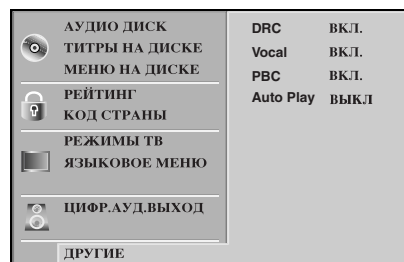 АУДИО ДИСК
ТИТРЫ НА ДИСКЕ
МЕНЮ НА ДИСКЕ
РЕЙТИНГ
КОД СТРАНЫ
РЕЖИМЫ ТВ
ЯЗЫКОВОЕ МЕНЮ
ЦИФР.АУД.ВЫХОД
ДРУГИЕ
DRC ВКЛ.
Vocal ВКЛ.
PBC ВКЛ.
Auto Play ВЫКЛ